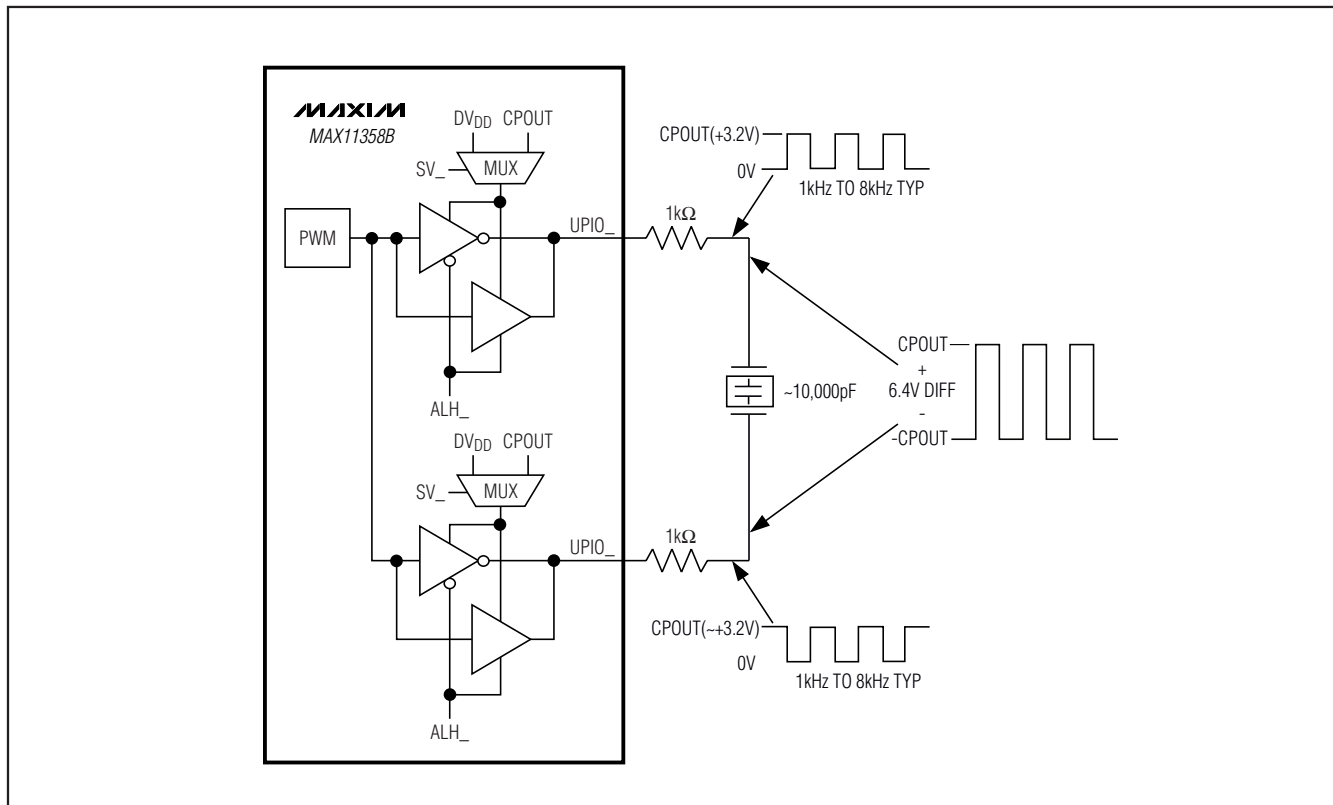 MAXIM
MAX11358B
DVDD CPOUT
SV_
MUX
PWM
UPIO_
1kΩ
ALH_
CPOUT(+3.2V)
0V
1kHz TO 8kHz TYP
~10,000pF
CPOUT
+
6.4V DIFF
-
-CPOUT
DVDD CPOUT
SV_
MUX
UPIO_
1kΩ
ALH_
CPOUT(~+3.2V)
0V
1kHz TO 8kHz TYP